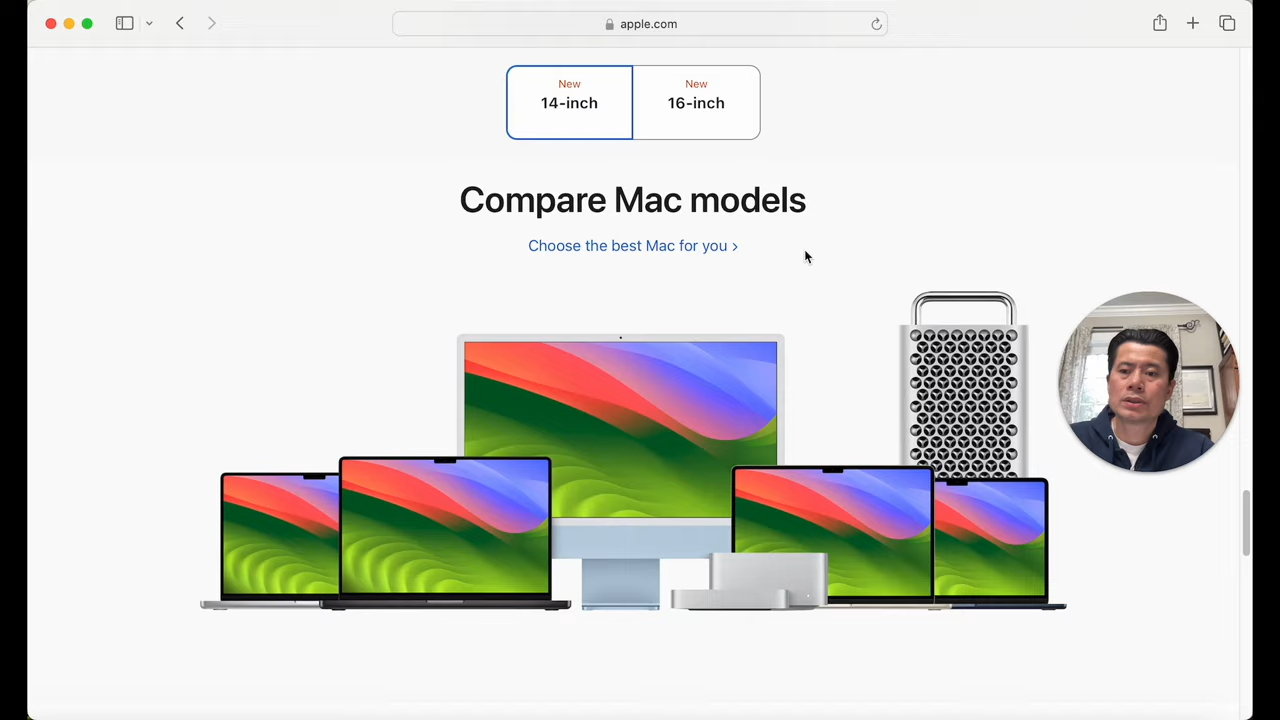 apple.com
New
14-inch
New
16-inch
Compare Mac models
Choose the best Mac for you >